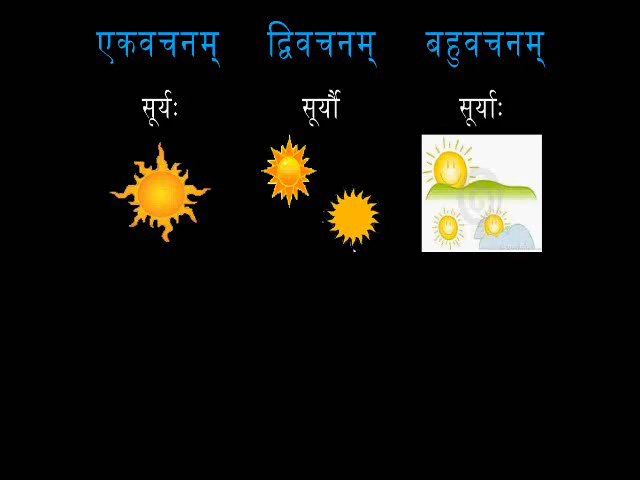 एकवचनम् द्विवचनम् बहुवचनम्
सूर्यः सूर्यौ सूर्याः